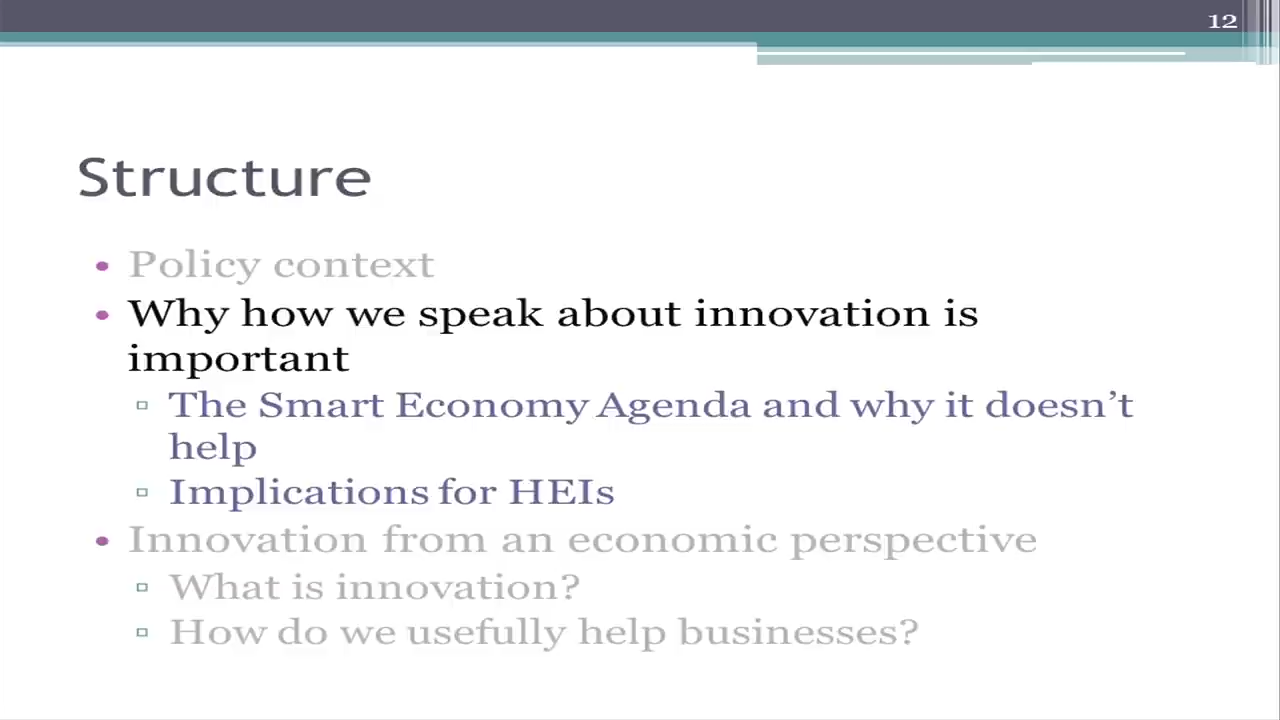 12
Structure
• Policy context
• Why how we speak about innovation is
important
▫ The Smart Economy Agenda and why it doesn’t
help
▫ Implications for HEIs
• Innovation from an economic perspective
▫ What is innovation?
▫ How do we usefully help businesses?